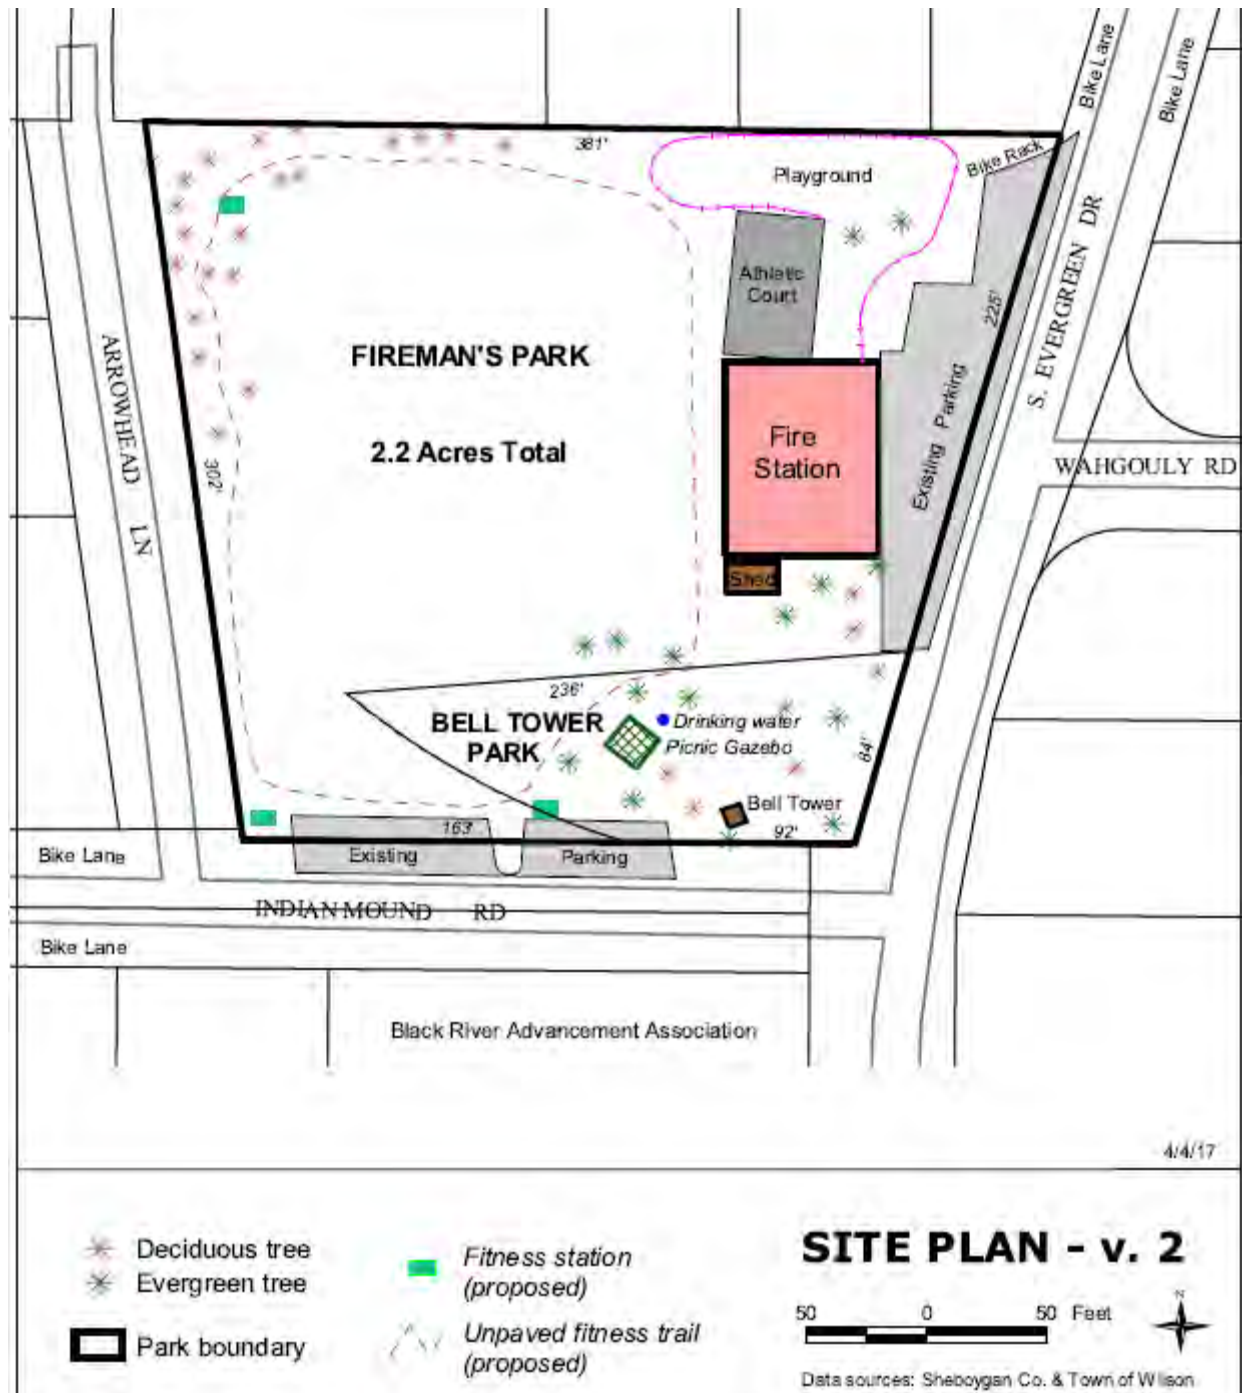 Bike Lane
Bike Lane
381'
Playground
Bike Rack
Athletic
Court
S. EVERGREEN DR
225'
ARROWHEAD LN
FIREMAN'S PARK
2.2 Acres Total
302'
Fire
Station
Existing Parking
WAHGOULY RD
Shed
236'
BELL TOWER
PARK
Drinking water
Picnic Gazebo
84'
Bell Tower
163'
92'
Bike Lane
Existing
Parking
INDIAN MOUND RD
Bike Lane
Black River Advancement Association
4/4/17
Deciduous tree
Evergreen tree
Park boundary
Fitness station
(proposed)
Unpaved fitness trail
(proposed)
SITE PLAN - v. 2
50 0 50 Feet
N
Data sources: Sheboygan Co. & Town of Wilson